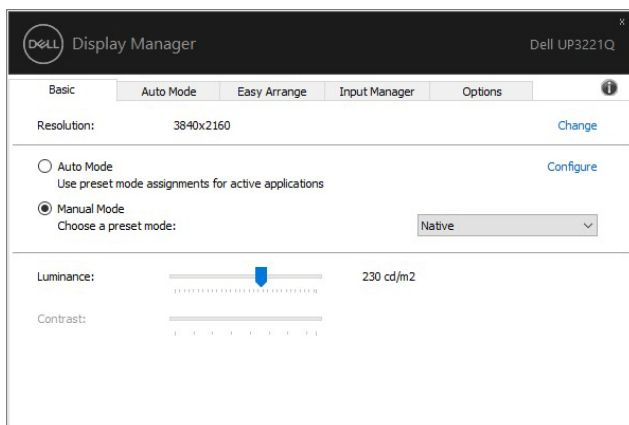 x
DELL Display Manager Dell UP3221Q
Basic Auto Mode Easy Arrange Input Manager Options i
Resolution: 3840x2160 Change
Auto Mode Configure
Use preset mode assignments for active applications
Manual Mode
Choose a preset mode: Native
Luminance: 230 cd/m2
Contrast: